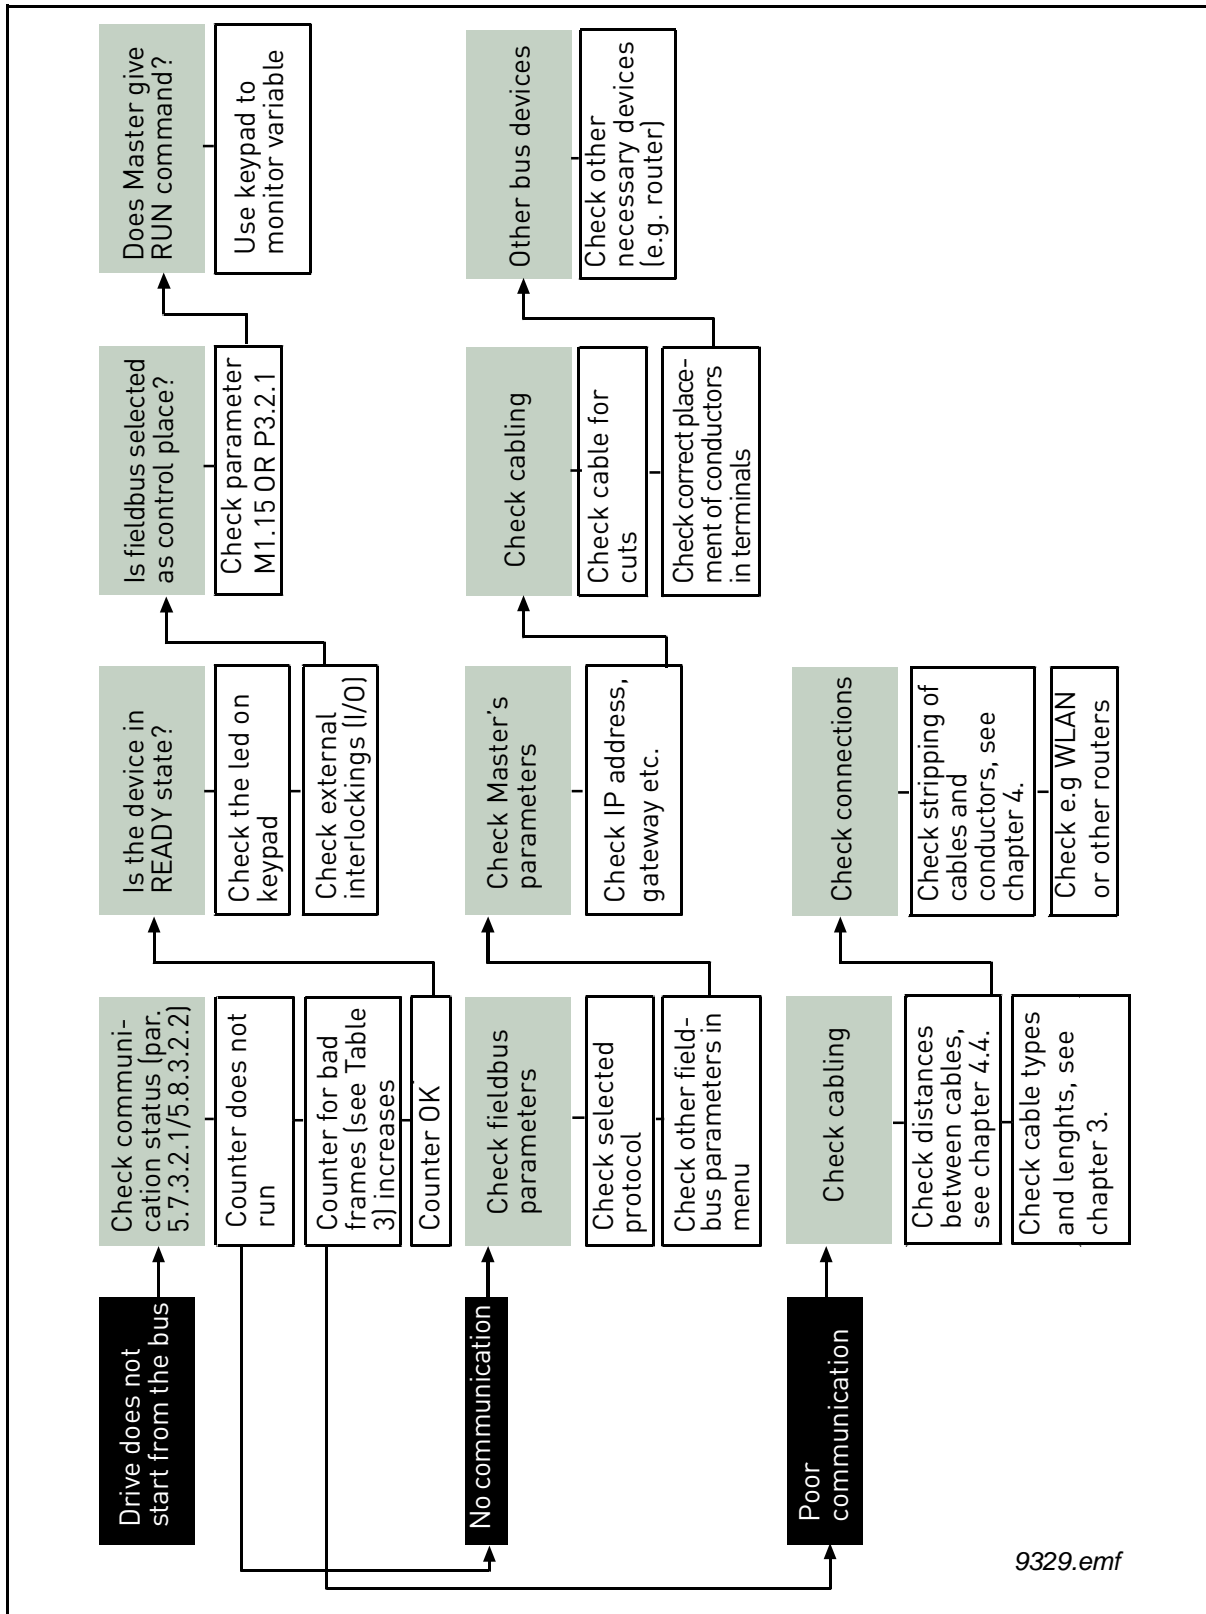 Drive does not
start from the bus
Check communi-
cation status (par.
5.7.3.2.1/5.8.3.2.2)
Counter does not
run
Counter for bad
frames (see Table
3) increases
Counter OK
Is the device in
READY state?
Check the led on
keypad
Check external
interlockings (I/O)
Is fieldbus selected
as control place?
Check parameter
M1.15 OR P3.2.1
Does Master give
RUN command?
Use keypad to
monitor variable
No communication
Check fieldbus
parameters
Check selected
protocol
Check other field-
bus parameters in
menu
Check Master's
parameters
Check IP address,
gateway etc.
Check cabling
Check cable for
cuts
Check correct place-
ment of conductors
in terminals
Other bus devices
Check other
necessary devices
(e.g. router)
Poor
communication
Check cabling
Check distances
between cables,
see chapter 4.4.
Check cable types
and lenghts, see
chapter 3.
Check connections
Check stripping of
cables and
conductors, see
chapter 4.
Check e.g WLAN
or other routers
9329.emf